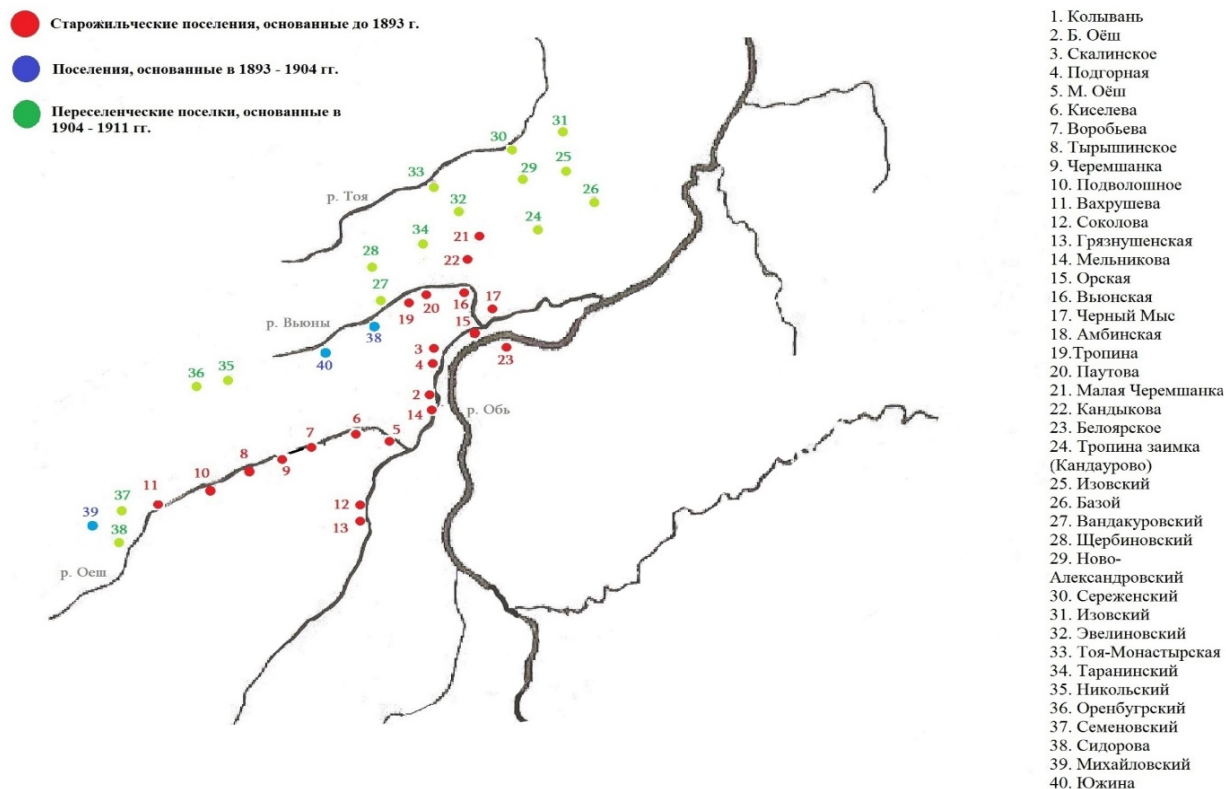 Старожильческие поселения, основанные до 1893 г.
Поселения, основанные в 1893 - 1904 гг.
Переселенческие поселки, основанные в
1904 - 1911 гг.
31
30
25
29
33
26
р. Тоя
32
24
21
34
22
28
27
16
17
20
19
р. Вьюны
15
38
3
23
40
4
35
36
2
р. Обь
14
6
5
7
8
9
10
11
12
37
39
13
38
р. Оеш
1. Колывань
2. Б. Оёш
3. Скалинское
4. Подгорная
5. М. Оёш
6. Киселева
7. Воробьева
8. Тырышинское
9. Черемшанка
10. Подволошное
11. Вахрушева
12. Соколова
13. Грязнушенская
14. Мельникова
15. Орская
16. Вьюнская
17. Черный Мыс
18. Амбинская
19.Тропина
20. Паутова
21. Малая Черемшанка
22. Кандыкова
23. Белоярское
24. Тропина заимка
(Кандаурово)
25. Изовский
26. Базой
27. Вандакуровский
28. Щербиновский
29. Ново-
Александровский
30. Сереженский
31. Изовский
32. Эвелиновский
33. Тоя-Монастырская
34. Таранинский
35. Никольский
36. Оренбугрский
37. Семеновский
38. Сидорова
39. Михайловский
40. Южина